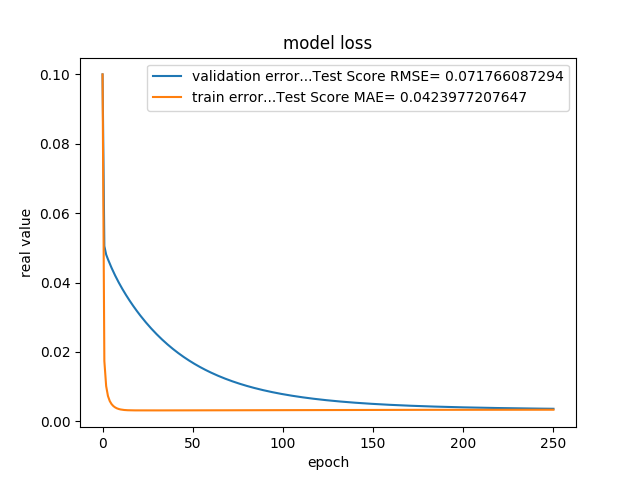 model loss
validation error...Test Score RMSE= 0.071766087294
train error...Test Score MAE= 0.0423977207647
real value
0.10
0.08
0.06
0.04
0.02
0.00
0 50 100 150 200 250
epoch